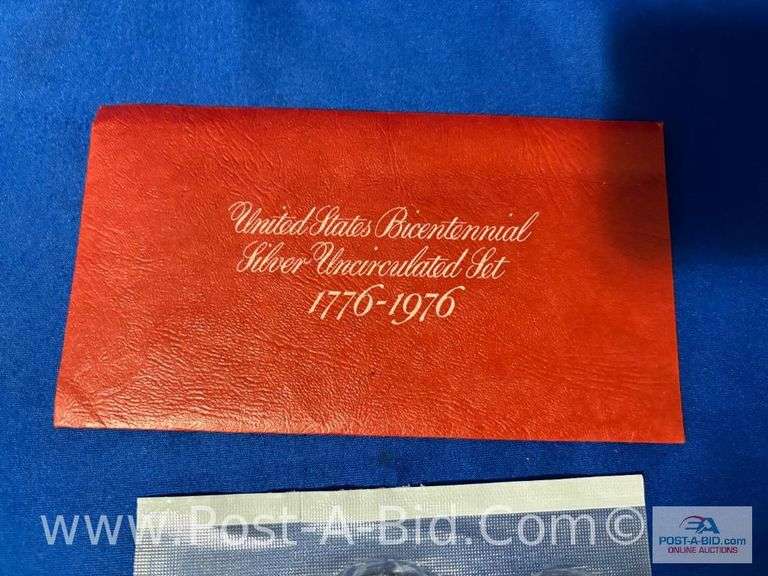 United States Bicentennial
Silver Uncirculated Set
1776-1976
www.Post-A-Bid.Com©
POST-A-BID.com
ONLINE AUCTIONS